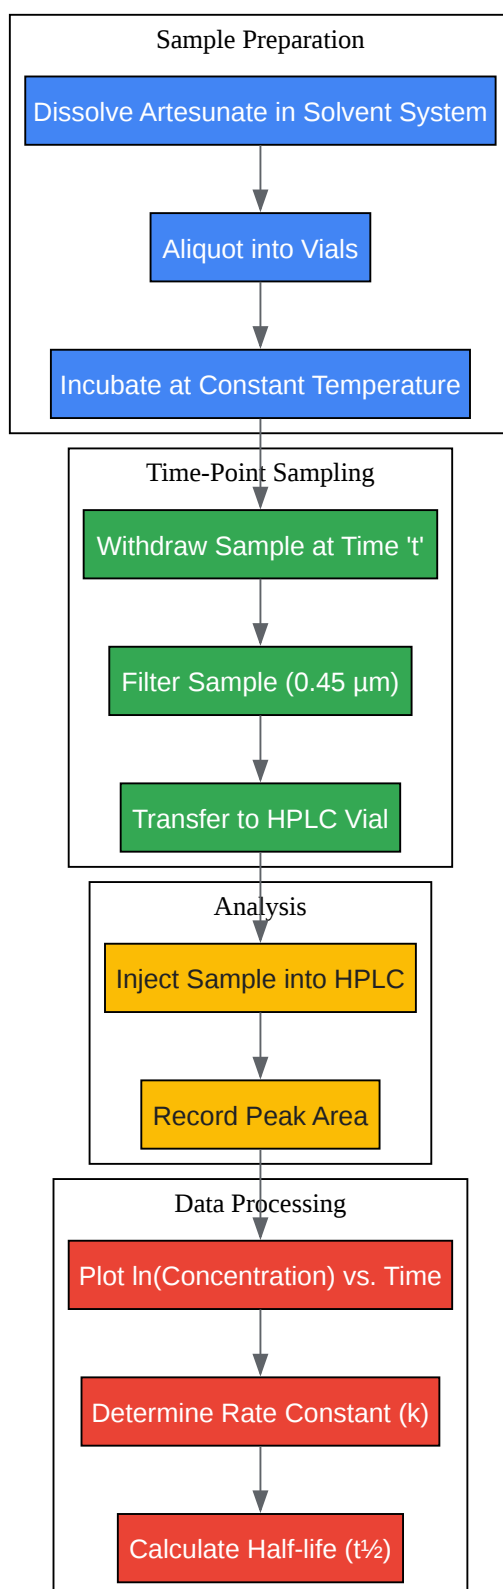 Sample Preparation
Dissolve Artesunate in Solvent System
Aliquot into Vials
Incubate at Constant Temperature
Time-Point Sampling
Withdraw Sample at Time 't'
Filter Sample (0.45 µm)
Transfer to HPLC Vial
Analysis
Inject Sample into HPLC
Record Peak Area
Data Processing
Plot ln(Concentration) vs. Time
Determine Rate Constant (k)
Calculate Half-life (t½)